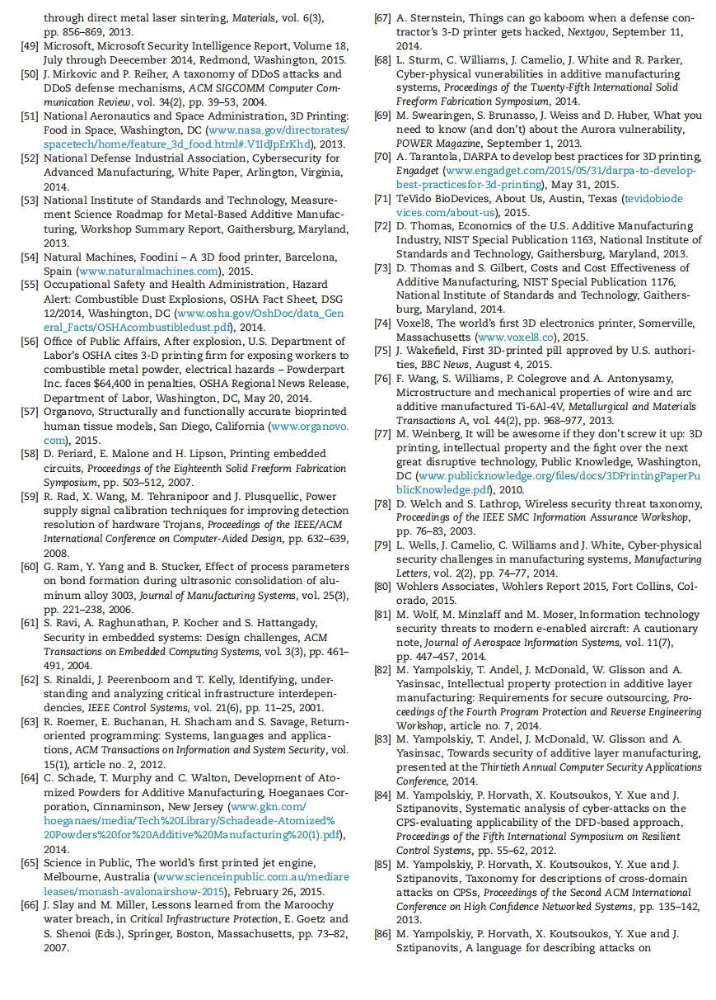 through direct metal laser sintering, Materials, vol. 6(3),
pp. 856–869, 2013.
[49] Microsoft, Microsoft Security Intelligence Report, Volume 18,
July through Deecember 2014, Redmond, Washington, 2015.
[50] J. Mirkovic and P. Reiher, A taxonomy of DDoS attacks and
DDoS defense mechanisms, ACM SIGCOMM Computer Com-
munication Review, vol. 34(2), pp. 39–53, 2004.
[51] National Aeronautics and Space Administration, 3D Printing:
Food in Space, Washington, DC (www.nasa.gov/directorates/
spacetech/home/feature_3d_food.html#.V1IdJpErKhd), 2013.
[52] National Defense Industrial Association, Cybersecurity for
Advanced Manufacturing, White Paper, Arlington, Virginia,
2014.
[53] National Institute of Standards and Technology, Measure-
ment Science Roadmap for Metal-Based Additive Manufac-
turing, Workshop Summary Report, Gaithersburg, Maryland,
2013.
[54] Natural Machines, Foodini – A 3D food printer, Barcelona,
Spain (www.naturalmachines.com), 2015.
[55] Occupational Safety and Health Administration, Hazard
Alert: Combustible Dust Explosions, OSHA Fact Sheet, DSG
12/2014, Washington, DC (www.osha.gov/OshDoc/data_Gen
eral_Facts/OSHAcombustibledust.pdf), 2014.
[56] Office of Public Affairs, After explosion, U.S. Department of
Labor's OSHA cites 3-D printing firm for exposing workers to
combustible metal powder, electrical hazards – Powderpart
Inc. faces $64,400 in penalties, OSHA Regional News Release,
Department of Labor, Washington, DC, May 20, 2014.
[57] Organovo, Structurally and functionally accurate bioprinted
human tissue models, San Diego, California (www.organovo.
com), 2015.
[58] D. Periard, E. Malone and H. Lipson, Printing embedded
circuits, Proceedings of the Eighteenth Solid Freeform Fabrication
Symposium, pp. 503–512, 2007.
[59] R. Rad, X. Wang, M. Tehranipoor and J. Plusquellic, Power
supply signal calibration techniques for improving detection
resolution of hardware Trojans, Proceedings of the IEEE/ACM
International Conference on Computer-Aided Design, pp. 632–639,
2008.
[60] G. Ram, Y. Yang and B. Stucker, Effect of process parameters
on bond formation during ultrasonic consolidation of alu-
minum alloy 3003, Journal of Manufacturing Systems, vol. 25(3),
pp. 221–238, 2006.
[61] S. Ravi, A. Raghunathan, P. Kocher and S. Hattangady,
Security in embedded systems: Design challenges, ACM
Transactions on Embedded Computing Systems, vol. 3(3), pp. 461–
491, 2004.
[62] S. Rinaldi, J. Peerenboom and T. Kelly, Identifying, under-
standing and analyzing critical infrastructure interdepen-
dencies, IEEE Control Systems, vol. 21(6), pp. 11–25, 2001.
[63] R. Roemer, E. Buchanan, H. Shacham and S. Savage, Return-
oriented programming: Systems, languages and applica-
tions, ACM Transactions on Information and System Security, vol.
15(1), article no. 2, 2012.
[64] C. Schade, T. Murphy and C. Walton, Development of Ato-
mized Powders for Additive Manufacturing, Hoeganaes Cor-
poration, Cinnaminson, New Jersey (www.gkn.com/
hoeganaes/media/Tech%20Library/Schadeade-Atomized%
20Powders%20for%20Additive%20Manufacturing%20(1).pdf),
2014.
[65] Science in Public, The world's first printed jet engine,
Melbourne, Australia (www.scienceinpublic.com.au/mediare
leases/monash-avalonairshow-2015), February 26, 2015.
[66] J. Slay and M. Miller, Lessons learned from the Maroochy
water breach, in Critical Infrastructure Protection, E. Goetz and
S. Shenoi (Eds.), Springer, Boston, Massachusetts, pp. 73–82,
2007.
[67] A. Sternstein, Things can go kaboom when a defense con-
tractor's 3-D printer gets hacked, Nextgov, September 11,
2014.
[68] L. Sturm, C. Williams, J. Camelio, J. White and R. Parker,
Cyber-physical vunerabilities in additive manufacturing
systems, Proceedings of the Twenty-Fifth International Solid
Freeform Fabrication Symposium, 2014.
[69] M. Swearingen, S. Brunasso, J. Weiss and D. Huber, What you
need to know (and don't) about the Aurora vulnerability,
POWER Magazine, September 1, 2013.
[70] A. Tarantola, DARPA to develop best practices for 3D printing,
Engadget (www.engadget.com/2015/05/31/darpa-to-develop-
best-practicesfor-3d-printing), May 31, 2015.
[71] TeVido BioDevices, About Us, Austin, Texas (tevidobiode
vices.com/about-us), 2015.
[72] D. Thomas, Economics of the U.S. Additive Manufacturing
Industry, NIST Special Publication 1163, National Institute of
Standards and Technology, Gaithersburg, Maryland, 2013.
[73] D. Thomas and S. Gilbert, Costs and Cost Effectiveness of
Additive Manufacturing, NIST Special Publication 1176,
National Institute of Standards and Technology, Gaithers-
burg, Maryland, 2014.
[74] Voxel8, The world's first 3D electronics printer, Somerville,
Massachusetts (www.voxel8.co), 2015.
[75] J. Wakefield, First 3D-printed pill approved by U.S. authori-
ties, BBC News, August 4, 2015.
[76] F. Wang, S. Williams, P. Colegrove and A. Antonysamy,
Microstructure and mechanical properties of wire and arc
additive manufactured Ti-6Al-4V, Metallurgical and Materials
Transactions A, vol. 44(2), pp. 968–977, 2013.
[77] M. Weinberg, It will be awesome if they don't screw it up: 3D
printing, intellectual property and the fight over the next
great disruptive technology, Public Knowledge, Washington,
DC (www.publicknowledge.org/files/docs/3DPrintingPaperPu
blicKnowledge.pdf), 2010.
[78] D. Welch and S. Lathrop, Wireless security threat taxonomy,
Proceedings of the IEEE SMC Information Assurance Workshop,
pp. 76–83, 2003.
[79] L. Wells, J. Camelio, C. Williams and J. White, Cyber-physical
security challenges in manufacturing systems, Manufacturing
Letters, vol. 2(2), pp. 74–77, 2014.
[80] Wohlers Associates, Wohlers Report 2015, Fort Collins, Col-
orado, 2015.
[81] M. Wolf, M. Minzlaff and M. Moser, Information technology
security threats to modern e-enabled aircraft: A cautionary
note, Journal of Aerospace Information Systems, vol. 11(7),
pp. 447–457, 2014.
[82] M. Yampolskiy, T. Andel, J. McDonald, W. Glisson and A.
Yasinsac, Intellectual property protection in additive layer
manufacturing: Requirements for secure outsourcing, Pro-
ceedings of the Fourth Program Protection and Reverse Engineering
Workshop, article no. 7, 2014.
[83] M. Yampolskiy, T. Andel, J. McDonald, W. Glisson and A.
Yasinsac, Towards security of additive layer manufacturing,
presented at the Thirtieth Annual Computer Security Applications
Conference, 2014.
[84] M. Yampolskiy, P. Horvath, X. Koutsoukos, Y. Xue and J.
Sztipanovits, Systematic analysis of cyber-attacks on the
CPS-evaluating applicability of the DFD-based approach,
Proceedings of the Fifth International Symposium on Resilient
Control Systems, pp. 55–62, 2012.
[85] M. Yampolskiy, P. Horvath, X. Koutsoukos, Y. Xue and J.
Sztipanovits, Taxonomy for descriptions of cross-domain
attacks on CPSs, Proceedings of the Second ACM International
Conference on High Confidence Networked Systems, pp. 135–142,
2013.
[86] M. Yampolskiy, P. Horvath, X. Koutsoukos, Y. Xue and J.
Sztipanovits, A language for describing attacks on